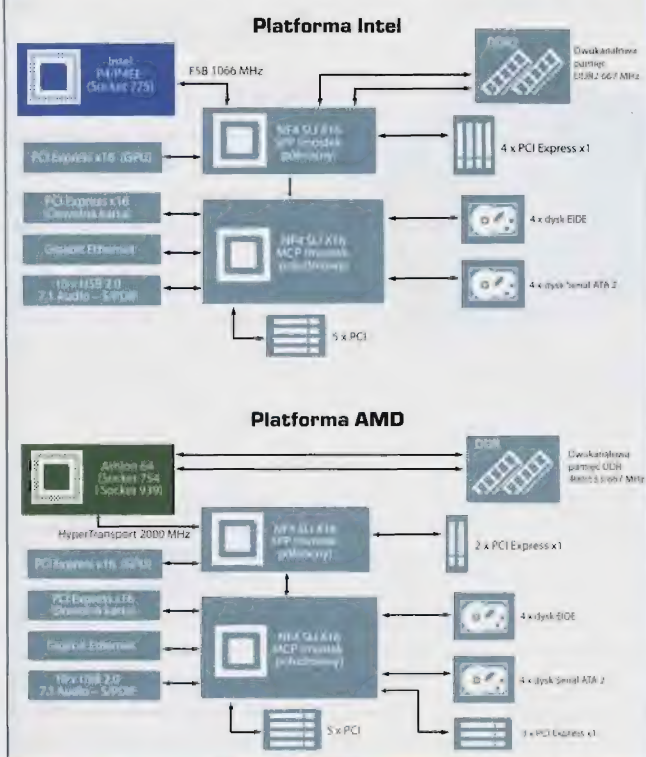 Platforma Intel
Intel
P4/P4EE
(Socket 775)
FSB 1066 MHz
DDR2
Dwukanałowa
pamięć
DDR2 667 MHz
NF4 SLI X16
SPP (mostek
północny)
4 x PCI Express x1
PCI Express x16 (GPU)
PCI Express x16
(Dowolna karta)
Gigabit Ethernet
10 x USB 2.0
7.1 Audio – S/PDIF
NF4 SLI X16
MCP (mostek
południowy)
4 x dysk EIDE
4 x dysk Serial ATA 2
5 x PCI
Platforma AMD
Athlon 64
(Socket 754
i Socket 939)
DDR
Dwukanałowa
pamięć DDR
MHz
HyperTransport 2000 MHz
NF4 SLI X16
SPP (mostek
północny)
2 x PCI Express x1
PCI Express x16 (GPU)
PCI Express x16
(Dowolna karta)
Gigabit Ethernet
10 x USB 2.0
7.1 Audio – S/PDIF
NF4 SLI X16
MCP (mostek
południowy)
4 x dysk EIDE
4 x dysk Serial ATA 2
3 x PCI Express x1
5 x PCI